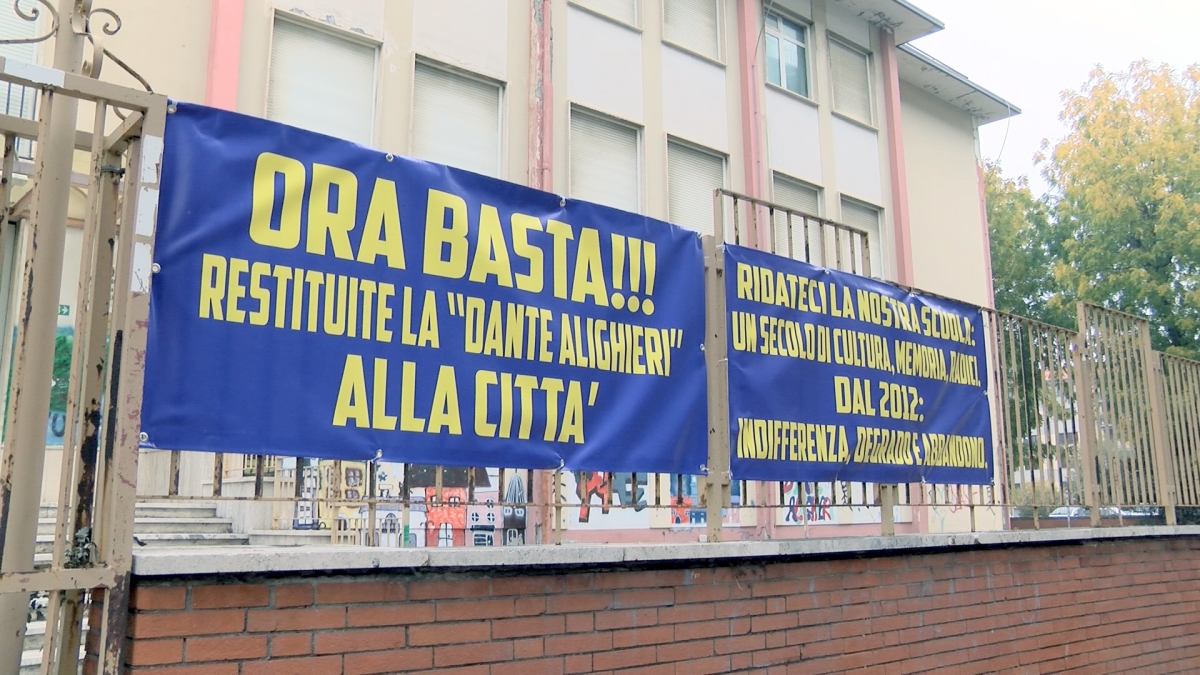 ORA BASTA!!!
RESTITUITE LA "DANTE ALIGHIERI"
ALLA CITTA'
RIDATECI LA NOSTRA SCUOLA:
UN SECOLO DI CULTURA, MEMORIA, RADICI.
DAL 2012:
INDIFFERENZA, DEGRADO E ABBANDONO.